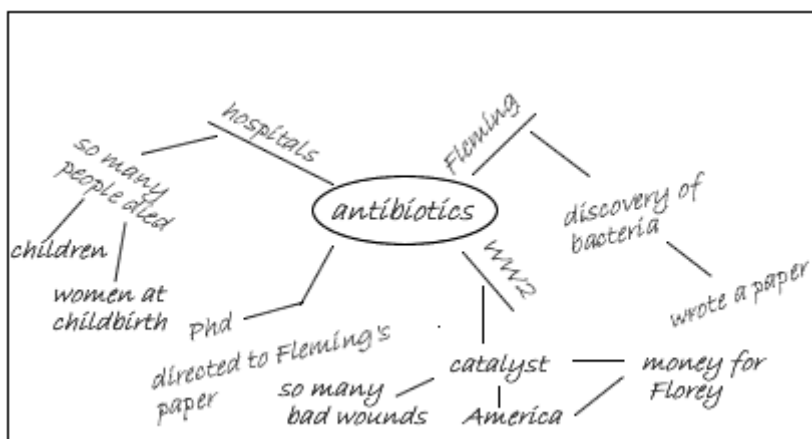 hospitals
so many
people died
children
women at
childbirth
Fleming
discovery of
bacteria
wrote a paper
antibiotics
WW2
Phd
directed to Fleming's
paper
catalyst
so many
bad wounds
America
money for
Florey